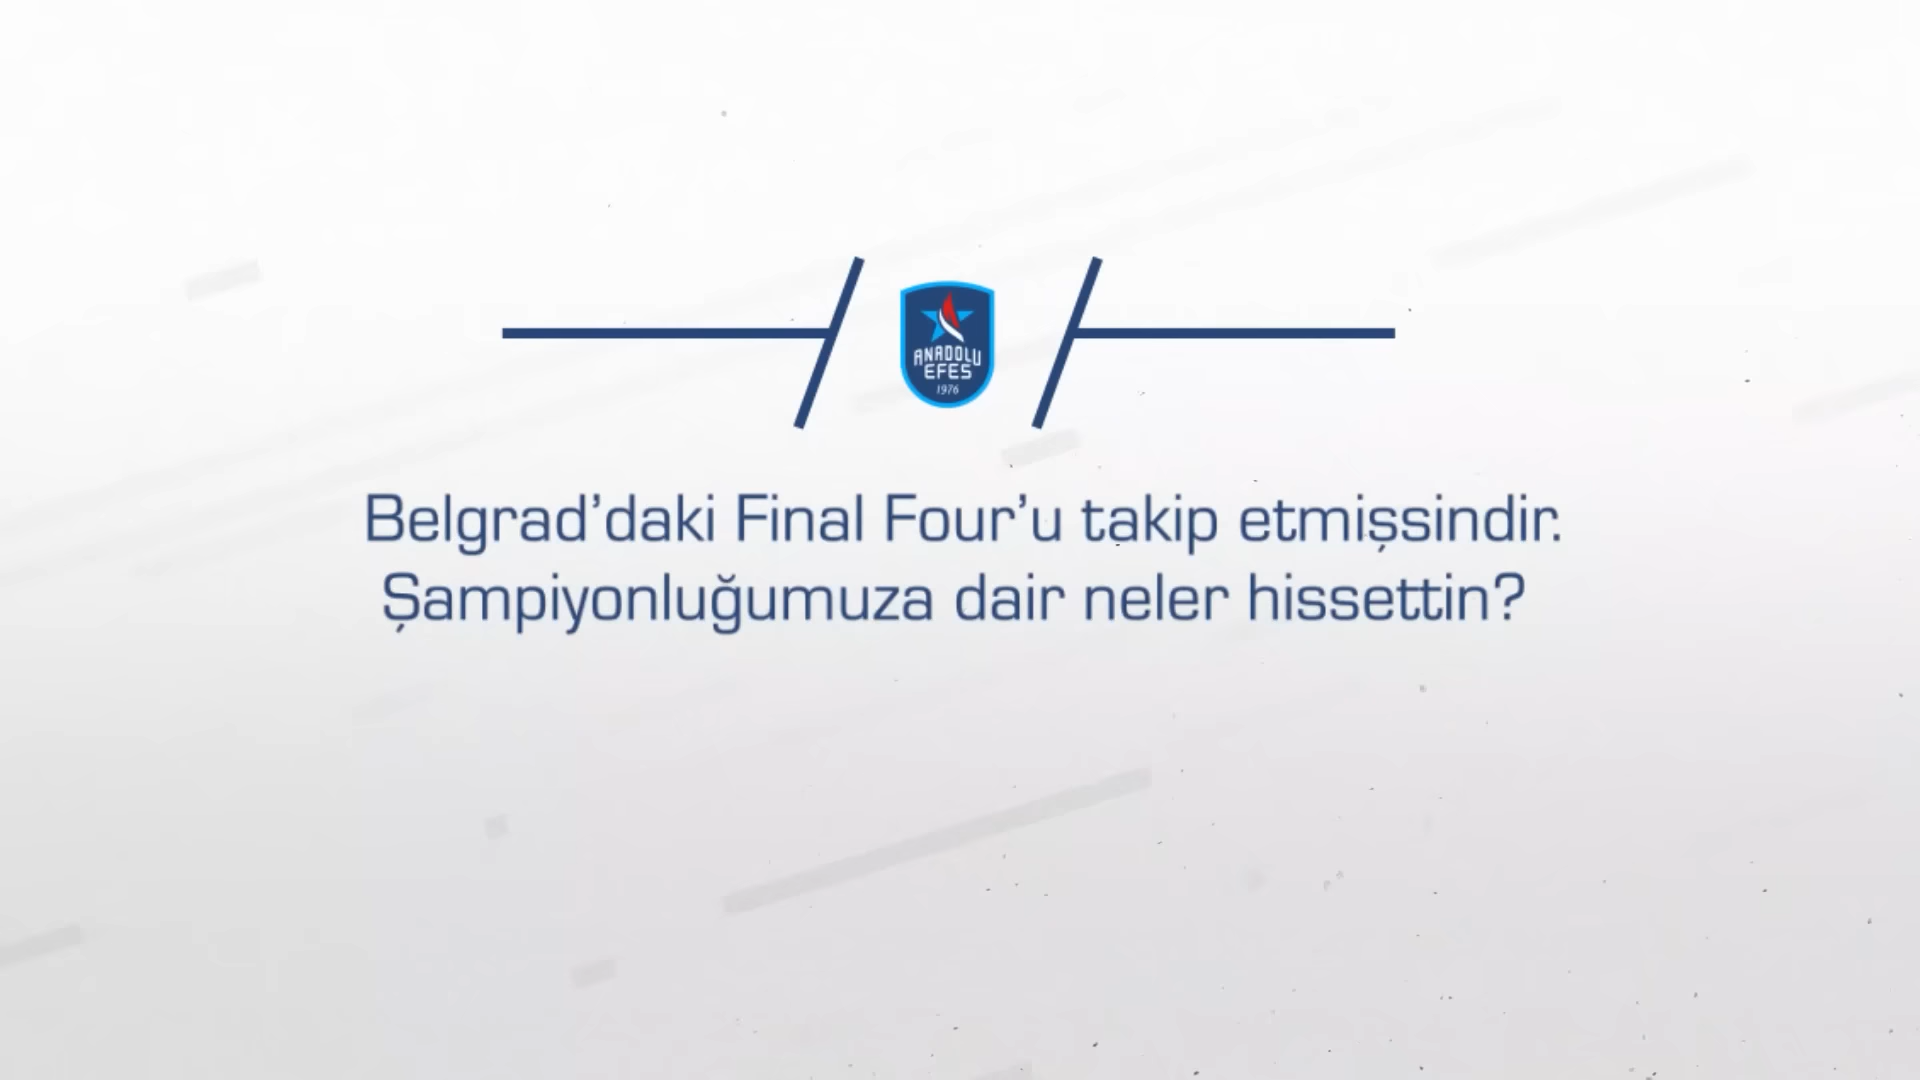 ANADOLU
EFES
1976
Belgrad’daki Final Four’u takip etmişsindir.
Şampiyonluğumuza dair neler hissettin?